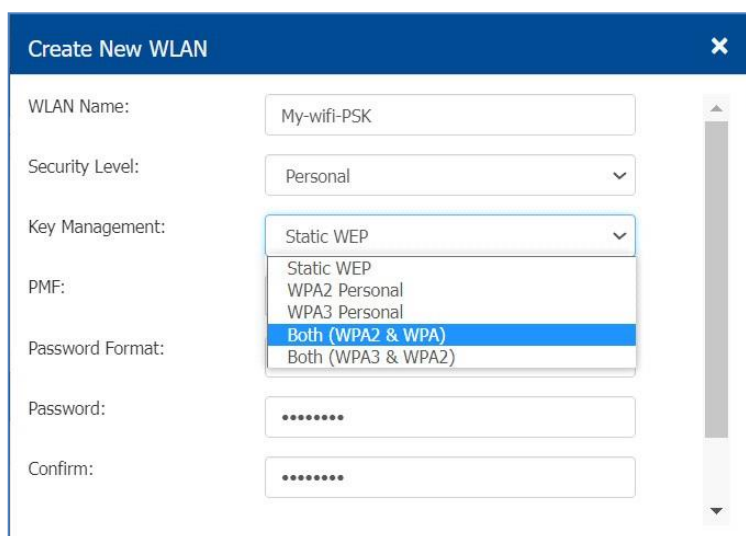 Create New WLAN
WLAN Name:
My-wifi-PSK
Security Level:
Personal
Key Management:
Static WEP
Static WEP
WPA2 Personal
WPA3 Personal
Both (WPA2 & WPA)
Both (WPA3 & WPA2)
PMF:
Password Format:
Password:
••••••••
Confirm:
••••••••